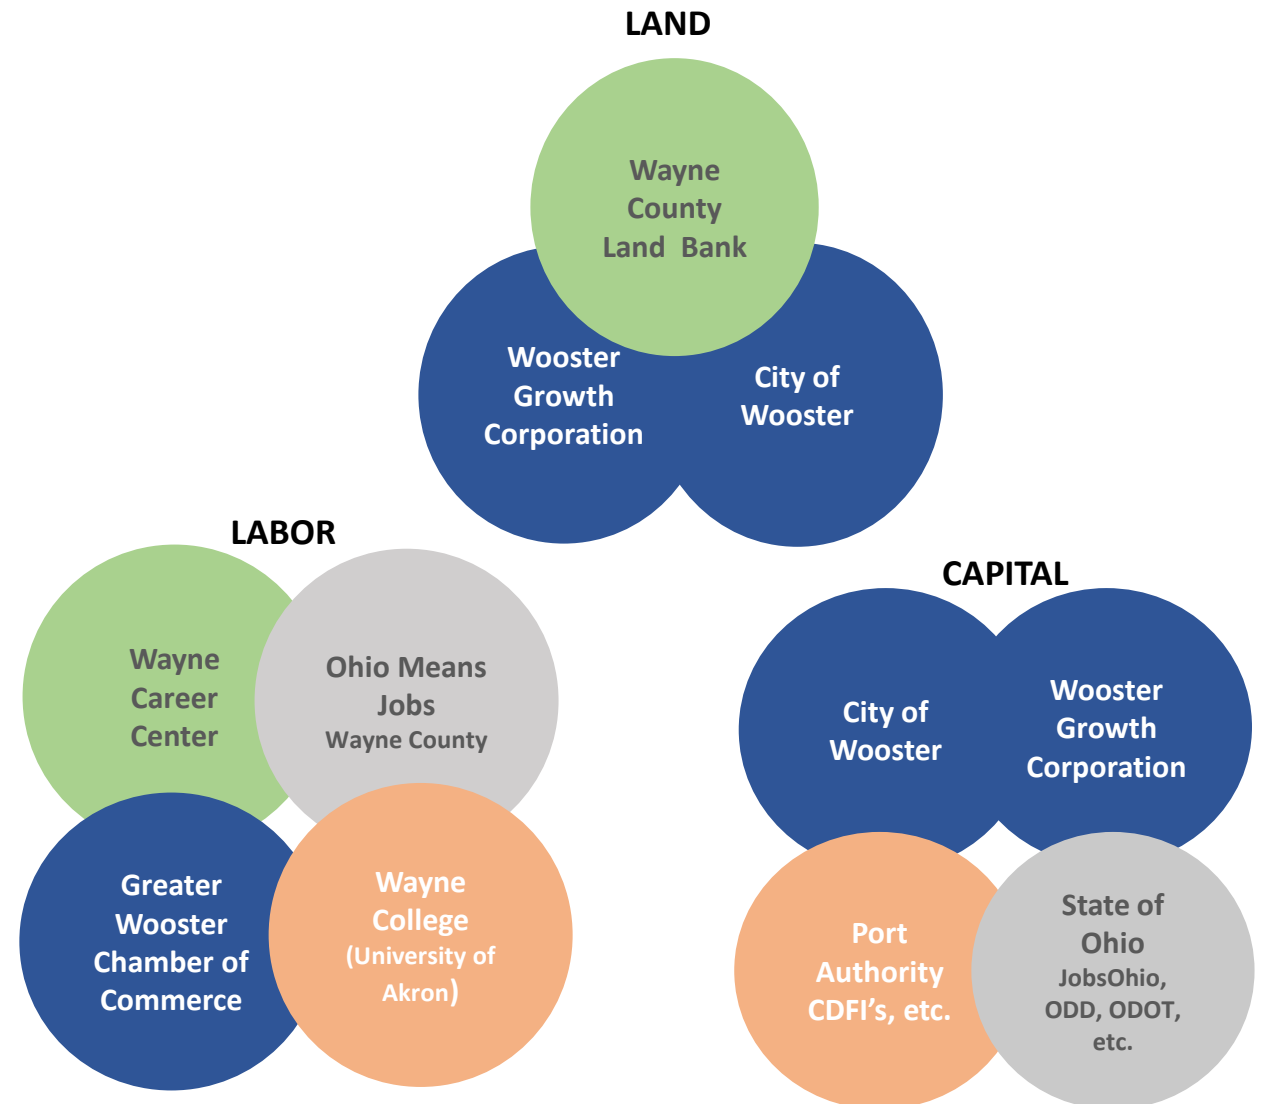 LAND
Wayne
County
Land  Bank
Wooster
Growth
Corporation
City of
Wooster
LABOR
Wayne
Career
Center
Ohio Means
Jobs
Wayne County
Greater
Wooster
Chamber of
Commerce
Wayne
College
(University of
Akron)
CAPITAL
City of
Wooster
Wooster
Growth
Corporation
Port
Authority
CDFI's, etc.
State of
Ohio
JobsOhio,
ODD, ODOT,
etc.